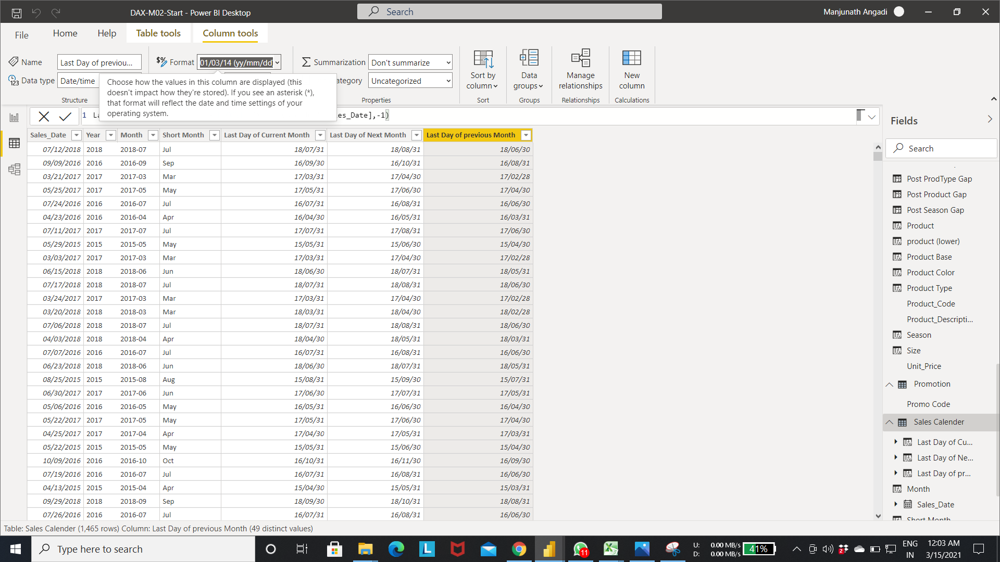 DAX-M02-Start - Power BI Desktop
Search
Manjunath Angadi
File
Home
Help
Table tools
Column tools
Name
Last Day of previou...
Format
01/03/14 (yy/mm/dd
Summarization
Don't summarize
Data type
Date/time
ategory
Uncategorized
Structure
Properties
Sort by column
Sort
Data groups
Groups
Manage relationships
Relationships
New column
Calculations
Choose how the values in this column are displayed (this
doesn't impact how they're stored). If you see an asterisk (*),
that format will reflect the date and time settings of your
operating system.
1 La
les_Date],-1)
Sales_Date Year Month Short Month Last Day of Current Month Last Day of Next Month Last Day of previous Month
07/12/2018 2018 2018-07 Jul 18/07/31 18/08/31 18/06/30
09/09/2016 2016 2016-09 Sep 16/09/30 16/10/31 16/08/31
03/21/2017 2017 2017-03 Mar 17/03/31 17/04/30 17/02/28
05/25/2017 2017 2017-05 May 17/05/31 17/06/30 17/04/30
07/24/2016 2016 2016-07 Jul 16/07/31 16/08/31 16/06/30
04/23/2016 2016 2016-04 Apr 16/04/30 16/05/31 16/03/31
07/11/2017 2017 2017-07 Jul 17/07/31 17/08/31 17/06/30
05/29/2015 2015 2015-05 May 15/05/31 15/06/30 15/04/30
03/03/2017 2017 2017-03 Mar 17/03/31 17/04/30 17/02/28
06/15/2018 2018 2018-06 Jun 18/06/30 18/07/31 18/05/31
07/17/2018 2018 2018-07 Jul 18/07/31 18/08/31 18/06/30
03/24/2017 2017 2017-03 Mar 17/03/31 17/04/30 17/02/28
03/20/2018 2018 2018-03 Mar 18/03/31 18/04/30 18/02/28
07/06/2018 2018 2018-07 Jul 18/07/31 18/08/31 18/06/30
04/03/2018 2018 2018-04 Apr 18/04/30 18/05/31 18/03/31
07/07/2016 2016 2016-07 Jul 16/07/31 16/08/31 16/06/30
06/23/2018 2018 2018-06 Jun 18/06/30 18/07/31 18/05/31
08/25/2015 2015 2015-08 Aug 15/08/31 15/09/30 15/07/31
06/30/2017 2017 2017-06 Jun 17/06/30 17/07/31 17/05/31
05/06/2016 2016 2016-05 May 16/05/31 16/06/30 16/04/30
05/22/2017 2017 2017-05 May 17/05/31 17/06/30 17/04/30
04/25/2017 2017 2017-04 Apr 17/04/30 17/05/31 17/03/31
05/22/2015 2015 2015-05 May 15/05/31 15/06/30 15/04/30
10/09/2016 2016 2016-10 Oct 16/10/31 16/11/30 16/09/30
07/19/2016 2016 2016-07 Jul 16/07/31 16/08/31 16/06/30
04/13/2015 2015 2015-04 Apr 15/04/30 15/05/31 15/03/31
09/29/2018 2018 2018-09 Sep 18/09/30 18/10/31 18/08/31
07/26/2016 2016 2016-07 Jul 16/07/31 16/08/31 16/06/30
Fields
Search
Post ProdType Gap
Post Product Gap
Post Season Gap
Product
product (lower)
Product Base
Product Color
Product Type
Product_Code
Product_Descripti...
Season
Size
Unit_Price
Promotion
Promo Code
Sales Calender
Last Day of Cu...
Last Day of Ne...
Last Day of pr...
Month
Sales_Date
Short Month
Table: Sales Calender (1,465 rows) Column: Last Day of previous Month (49 distinct values)
Type here to search
11
U: 0.00 MB/s
D: 0.00 MB/s
41%
2
ENG
IN
12:03 AM
3/15/2021